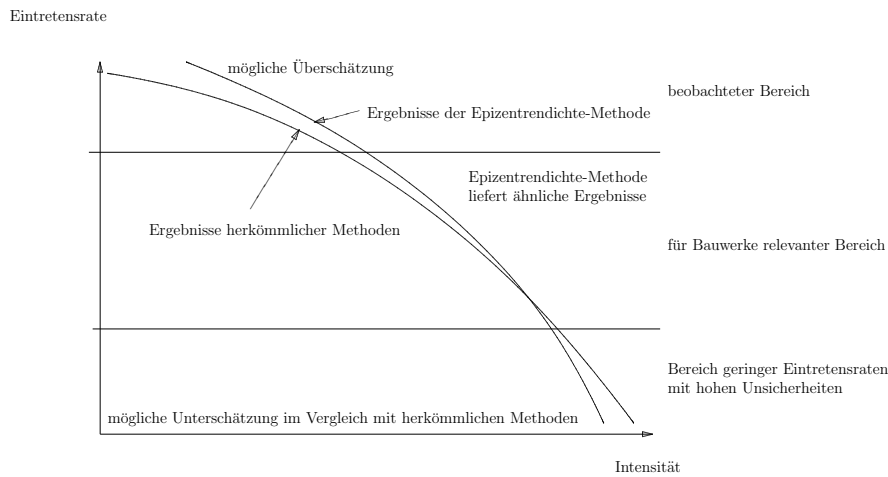 Eintretensrate
mögliche Überschätzung
beobachteter Bereich
Ergebnisse der Epizentrendichte-Methode
Epizentrendichte-Methode
liefert ähnliche Ergebnisse
Ergebnisse herkömmlicher Methoden
für Bauwerke relevanter Bereich
Bereich geringer Eintretensraten
mit hohen Unsicherheiten
mögliche Unterschätzung im Vergleich mit herkömmlichen Methoden
Intensität